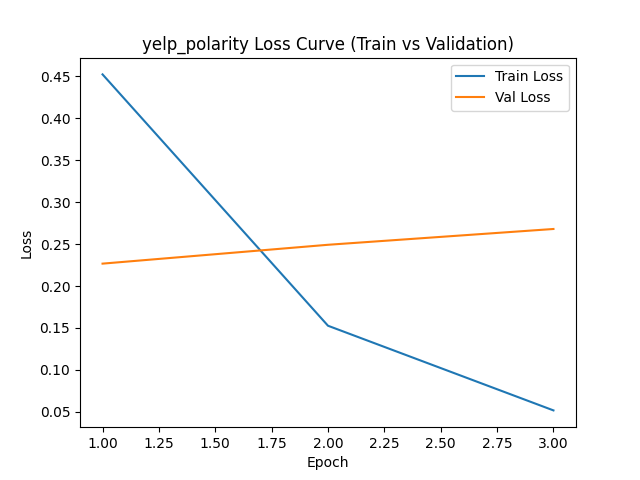 yelp_polarity Loss Curve (Train vs Validation)
Train Loss
Val Loss
0.45
0.40
0.35
0.30
0.25
0.20
0.15
0.10
0.05
Loss
1.00 1.25 1.50 1.75 2.00 2.25 2.50 2.75 3.00
Epoch